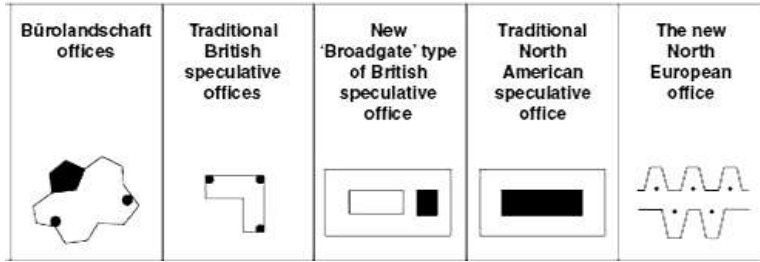 Bürolandschaft
offices
Traditional
British
speculative
offices
New
‘Broadgate’ type
of British
speculative
office
Traditional
North
American
speculative
office
The new
North
European
office